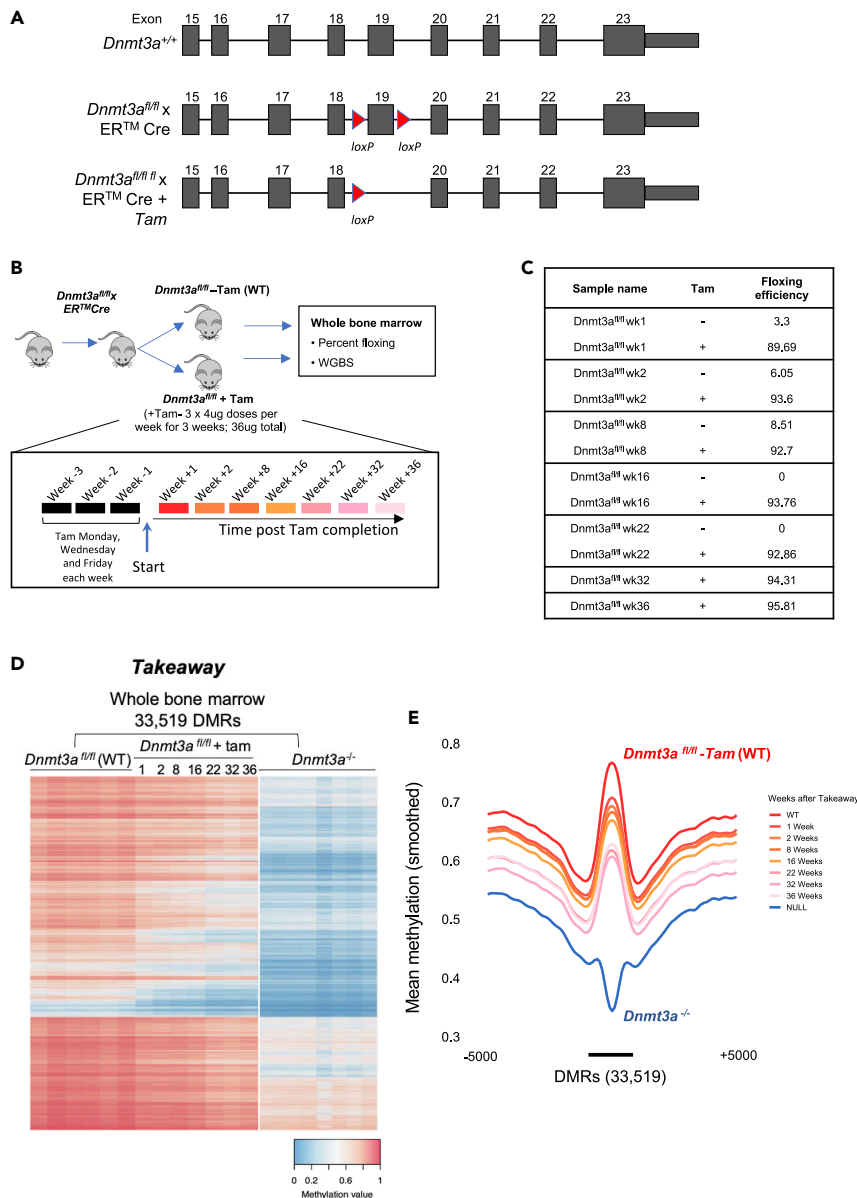 A
Exon
15 16 17 18 19 20 21 22 23
Dnmt3a+/+
15 16 17 18 19 20 21 22 23
Dnmt3afl/fl x
ERTM Cre
loxP loxP
15 16 17 18 20 21 22 23
Dnmt3afl/fl fl x
ERTM Cre +
Tam
loxP
B
Dnmt3afl/flx
ERTMCre
Dnmt3afl/fl –Tam (WT)
Whole bone marrow
• Percent floxing
• WGBS
Dnmt3afl/fl + Tam
(+Tam- 3 x 4ug doses per
week for 3 weeks; 36ug total)
Week -3 Week -2 Week -1 Week +1 Week +2 Week +8 Week +16 Week +22 Week +32 Week +36
Tam Monday,
Wednesday
and Friday
each week
Start
Time post Tam completion
C
Sample name Tam Floxing efficiency
Dnmt3afl/fl wk1 - 3.3
Dnmt3afl/fl wk1 + 89.69
Dnmt3afl/fl wk2 - 6.05
Dnmt3afl/fl wk2 + 93.6
Dnmt3afl/fl wk8 - 8.51
Dnmt3afl/fl wk8 + 92.7
Dnmt3afl/fl wk16 - 0
Dnmt3afl/fl wk16 + 93.76
Dnmt3afl/fl wk22 - 0
Dnmt3afl/fl wk22 + 92.86
Dnmt3afl/fl wk32 + 94.31
Dnmt3afl/fl wk36 + 95.81
D
Takeaway
Whole bone marrow
33,519 DMRs
Dnmt3a fl/fl (WT) Dnmt3a fl/fl + tam Dnmt3a-/-
1 2 8 16 22 32 36
0 0.2 0.6 1
Methylation value
E
Mean methylation (smoothed)
0.8
0.7
0.6
0.5
0.4
0.3
Dnmt3a fl/fl -Tam (WT)
Dnmt3a -/-
-5000 +5000
DMRs (33,519)
Weeks after Takeaway
WT
1 Week
2 Weeks
8 Weeks
16 Weeks
22 Weeks
32 Weeks
36 Weeks
NULL